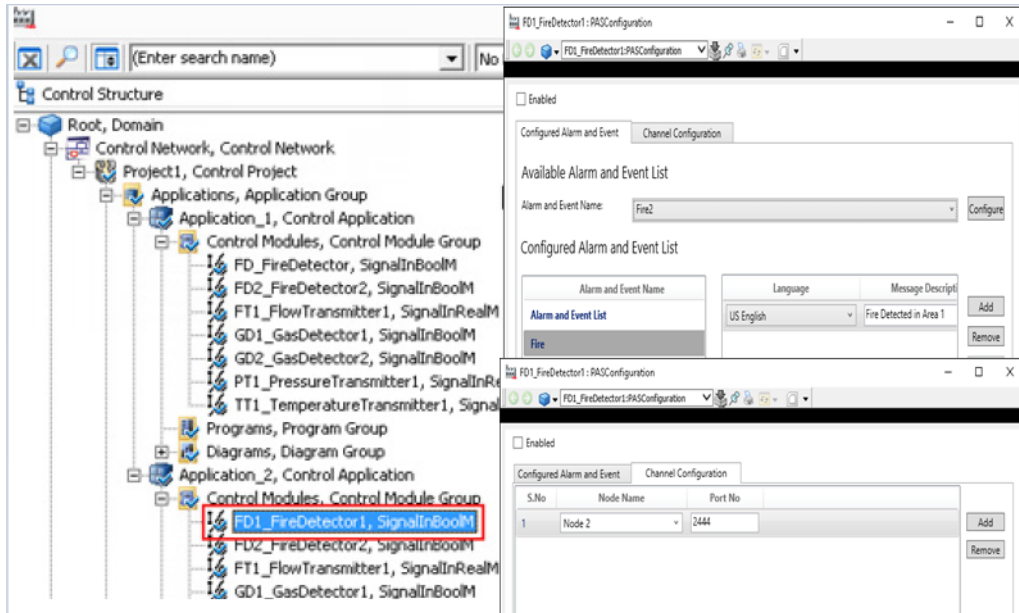 (Enter search name)
No
Control Structure
Root, Domain
Control Network, Control Network
Project1, Control Project
Applications, Application Group
Application_1, Control Application
Control Modules, Control Module Group
FD_FireDetector, SignalInBoolM
FD2_FireDetector2, SignalInBoolM
FT1_FlowTransmitter1, SignalInRealM
GD1_GasDetector1, SignalInBoolM
GD2_GasDetector2, SignalInBoolM
PT1_PressureTransmitter1, SignalInRe
TT1_TemperatureTransmitter1, Signal
Programs, Program Group
Diagrams, Diagram Group
Application_2, Control Application
Control Modules, Control Module Group
FD1_FireDetector1, SignalInBoolM
FD2_FireDetector2, SignalInBoolM
FT1_FlowTransmitter1, SignalInRealM
GD1_GasDetector1, SignalInBoolM
FD1_FireDetector1 : PASConfiguration
FD1_FireDetector1:PASConfiguration
Enabled
Configured Alarm and Event Channel Configuration
Available Alarm and Event List
Alarm and Event Name: Fire2 Configure
Configured Alarm and Event List
Alarm and Event Name Language Message Descripti
Alarm and Event List US English Fire Detected in Area 1 Add
Fire Remove
FD1_FireDetector1 : PASConfiguration
FD1_FireDetector1:PASConfiguration
Enabled
Configured Alarm and Event Channel Configuration
S.No Node Name Port No
1 Node 2 2444 Add
Remove